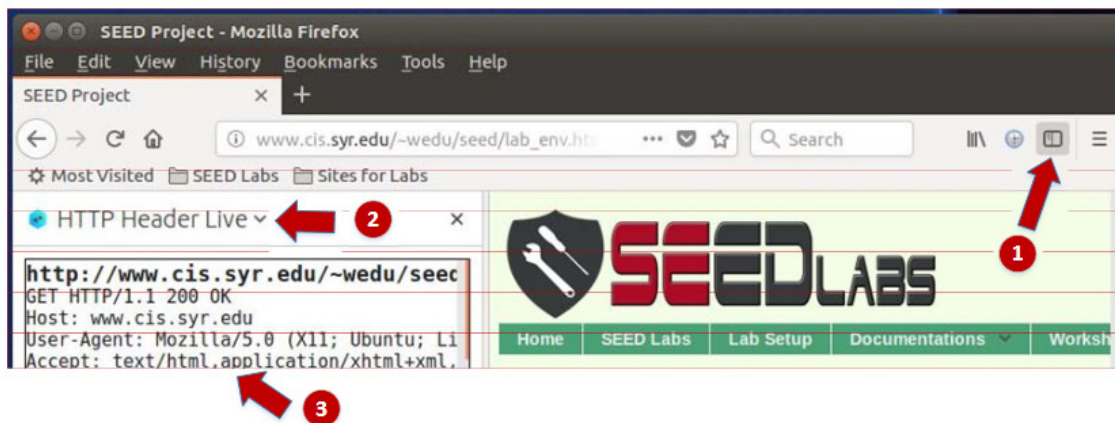 SEED Project - Mozilla Firefox
File Edit View History Bookmarks Tools Help
SEED Project × +
www.cis.syr.edu/~wedu/seed/lab_env.ht ••• Search
Most Visited SEED Labs Sites for Labs
HTTP Header Live 2 ×
1
http://www.cis.syr.edu/~wedu/seed
GET HTTP/1.1 200 OK
Host: www.cis.syr.edu
User-Agent: Mozilla/5.0 (X11; Ubuntu; Li
Accept: text/html,application/xhtml+xml,
SEEDLABS
Home SEED Labs Lab Setup Documentations Worksh
3